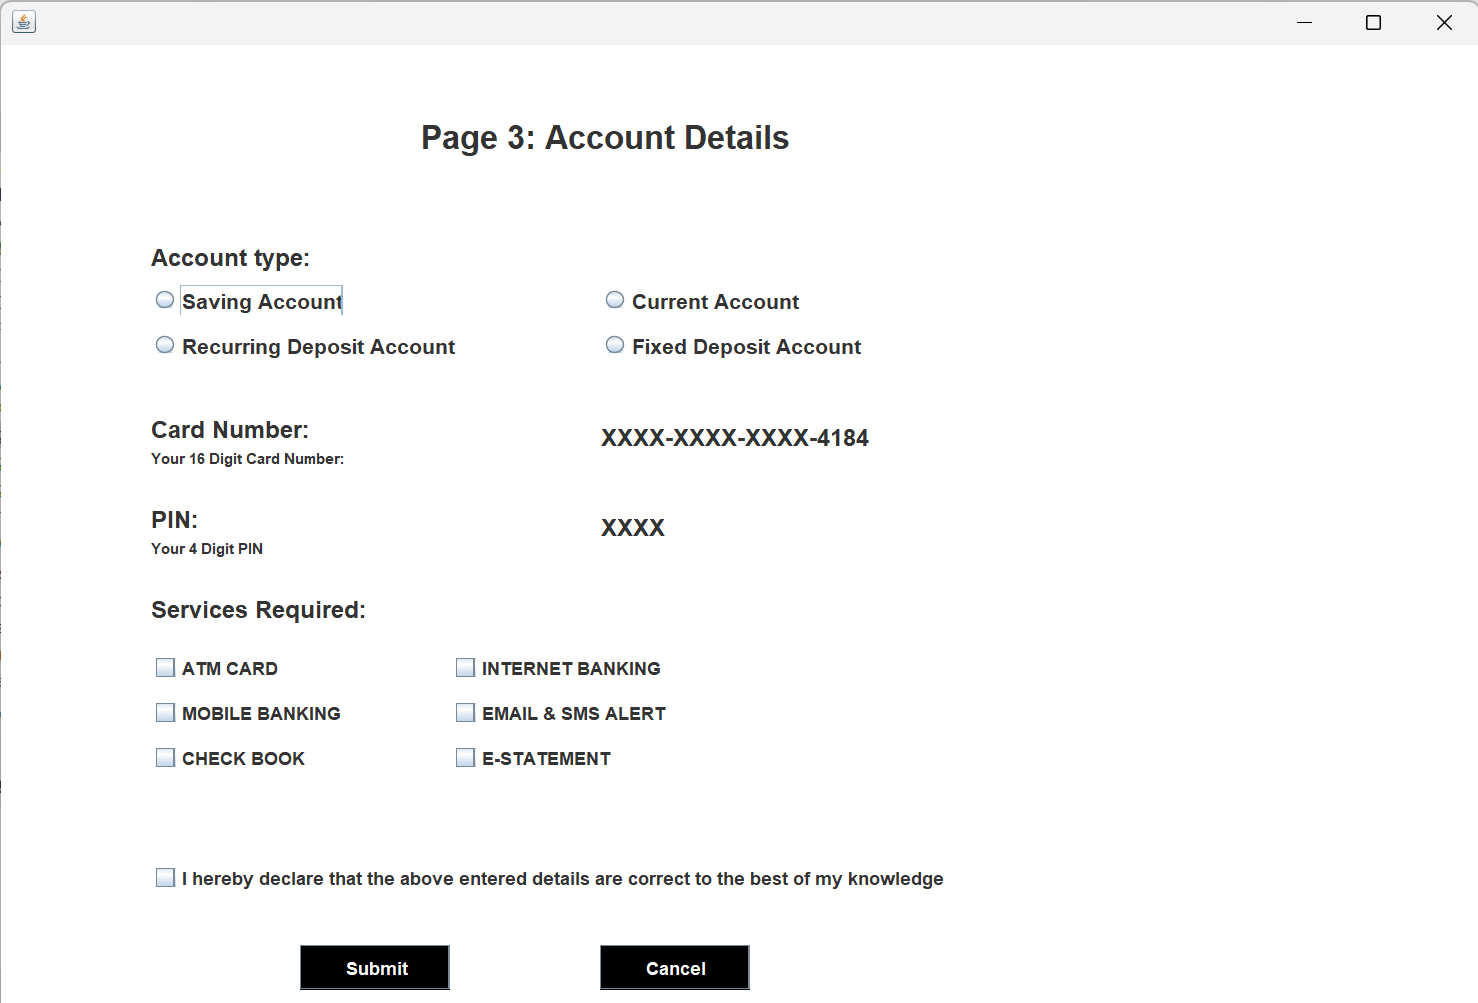 Page 3: Account Details
Account type:
Saving Account
Current Account
Recurring Deposit Account
Fixed Deposit Account
Card Number:
XXXX-XXXX-XXXX-4184
Your 16 Digit Card Number:
PIN:
XXXX
Your 4 Digit PIN
Services Required:
ATM CARD
INTERNET BANKING
MOBILE BANKING
EMAIL & SMS ALERT
CHECK BOOK
E-STATEMENT
I hereby declare that the above entered details are correct to the best of my knowledge
Submit
Cancel